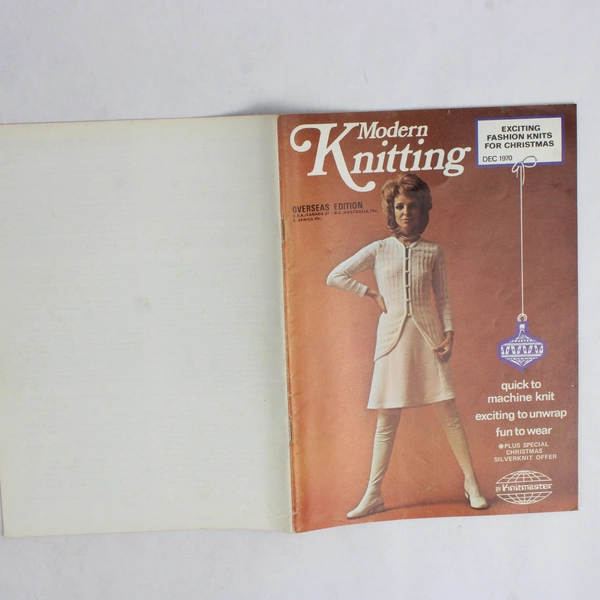 Modern
Knitting
EXCITING
FASHION KNITS
FOR CHRISTMAS
DEC 1970
OVERSEAS EDITION
quick to
machine knit
exciting to unwrap
fun to wear
PLUS SPECIAL
CHRISTMAS
SILVERKNIT OFFER
BY Knitmaster